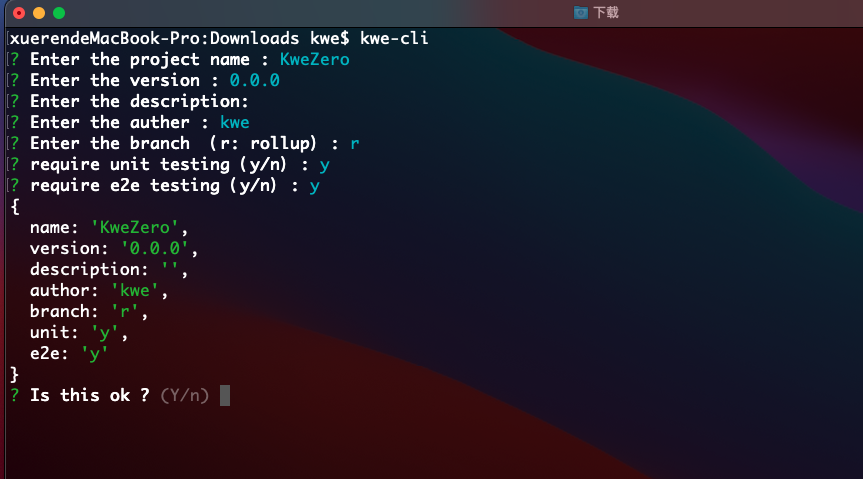 下载
xuerendeMacBook-Pro:Downloads kwe$ kwe-cli
? Enter the project name : KweZero
? Enter the version : 0.0.0
? Enter the description:
? Enter the auther : kwe
? Enter the branch  (r: rollup) : r
? require unit testing (y/n) : y
? require e2e testing (y/n) : y
{
  name: 'KweZero',
  version: '0.0.0',
  description: '',
  author: 'kwe',
  branch: 'r',
  unit: 'y',
  e2e: 'y'
}
? Is this ok ? (Y/n)